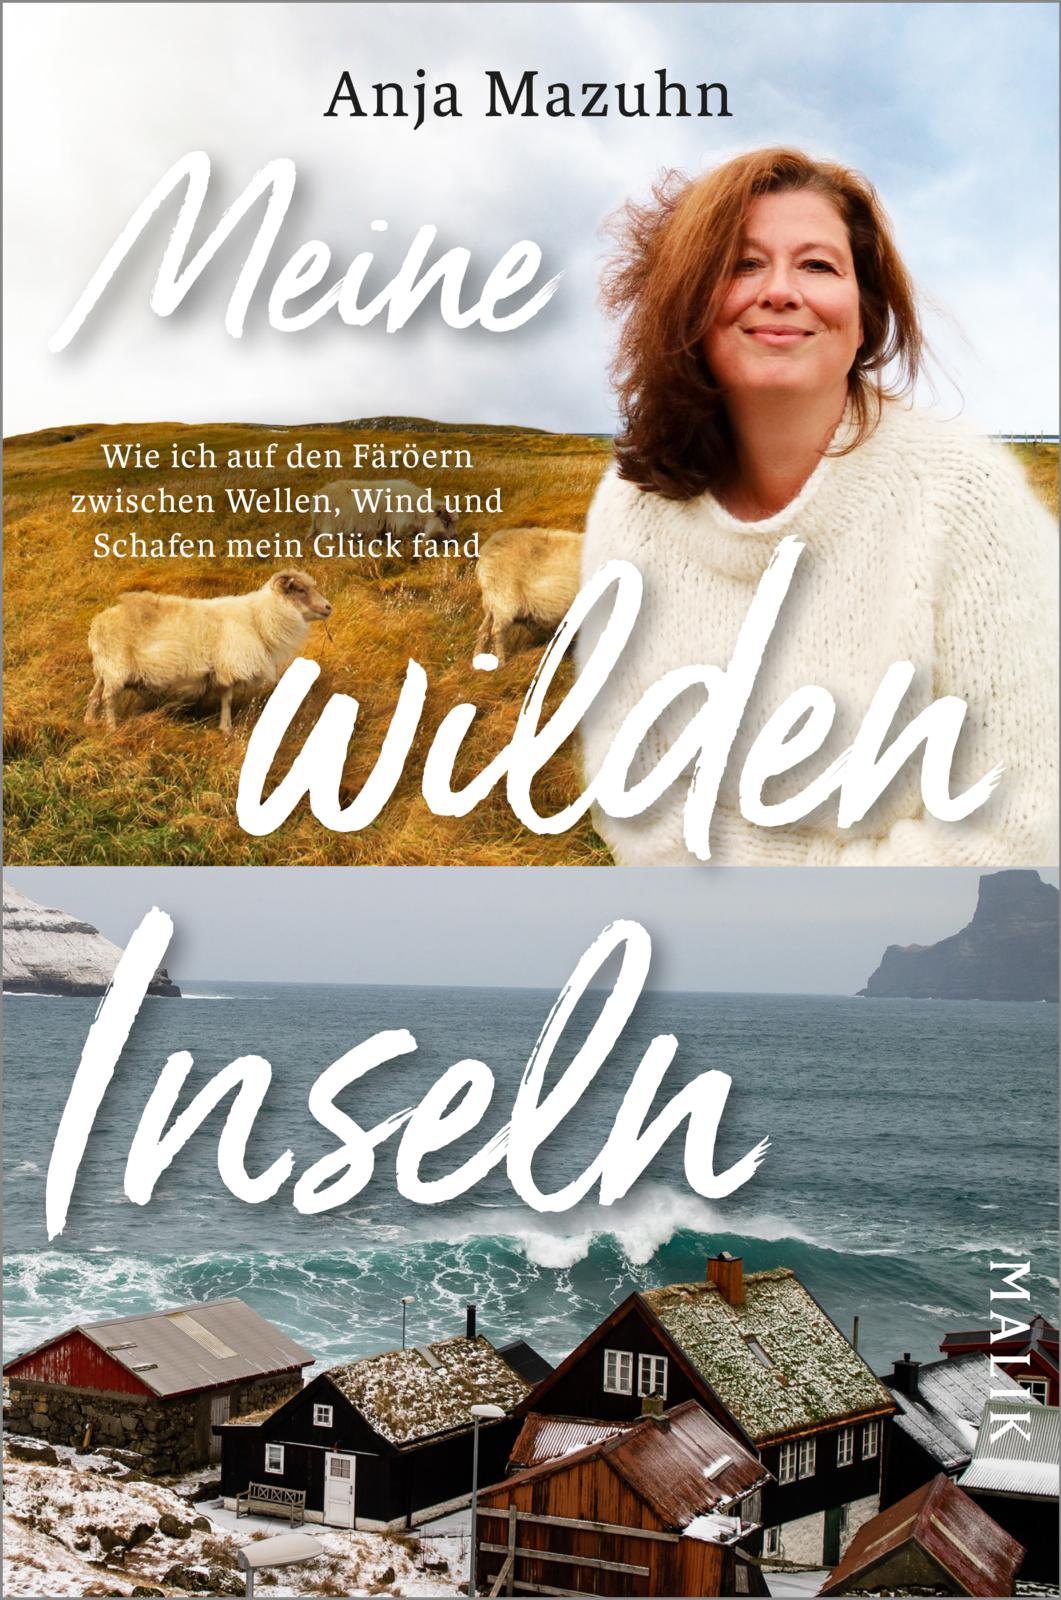 Anja Mazuhn
Meine
Wie ich auf den Färöern
zwischen Wellen, Wind und
Schafen mein Glück fand
wilden
Inseln
MALIK